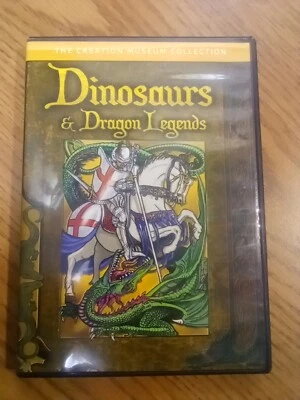 THE CREATION MUSEUM COLLECTION
Dinosaurs
& Dragon Legends